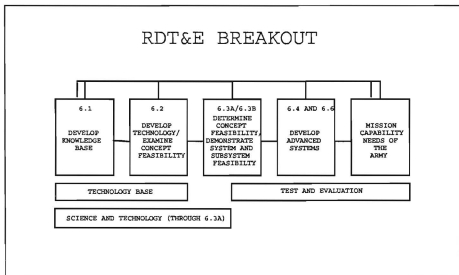 RDT&E BREAKOUT
6.1
DEVELOP
KNOWLEDGE
BASE
6.2
DEVELOP
TECHNOLOGY/
EXAMINE
CONCEPT
FEASIBILITY
6.3A/6.3B
DETERMINE
CONCEPT
FEASIBILITY,
DEMONSTRATE
SYSTEM AND
SUBSYSTEM
FEASIBILTY
6.4 AND 6.6
DEVELOP
ADVANCED
SYSTEMS
MISSION
CAPABILITY
NEEDS OF
THE
ARMY
TECHNOLOGY BASE
TEST AND EVALUATION
SCIENCE AND TECHNOLOGY (THROUGH 6.3A)